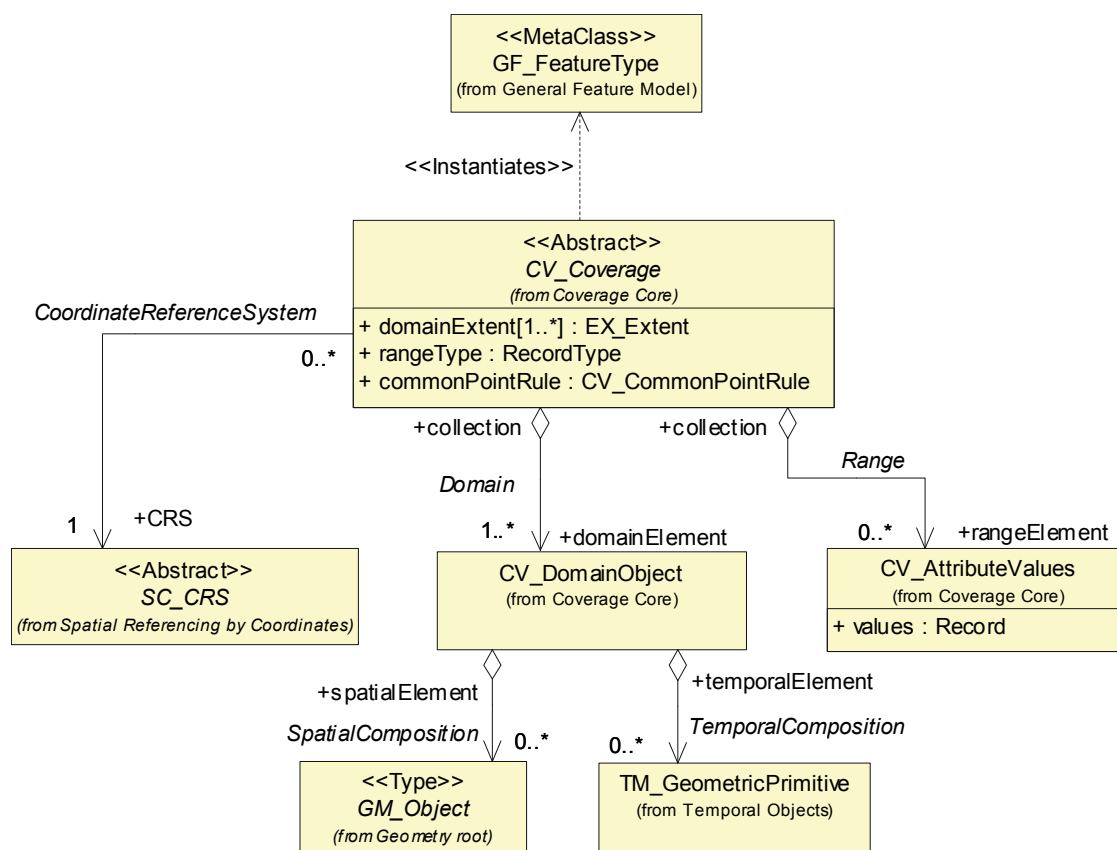 <<MetaClass>>
GF_FeatureType
(from General Feature Model)
<<Instantiates>>
<<Abstract>>
CV_Coverage
(from Coverage Core)
+ domainExtent[1..*] : EX_Extent
+ rangeType : RecordType
+ commonPointRule : CV_CommonPointRule
CoordinateReferenceSystem
0..*
1
+CRS
<<Abstract>>
SC_CRS
(from Spatial Referencing by Coordinates)
+collection
Domain
1..*
+domainElement
CV_DomainObject
(from Coverage Core)
+collection
Range
0..*
+rangeElement
CV_AttributeValues
(from Coverage Core)
+ values : Record
+spatialElement
SpatialComposition
0..*
<<Type>>
GM_Object
(from Geometry root)
+temporalElement
TemporalComposition
0..*
TM_GeometricPrimitive
(from Temporal Objects)